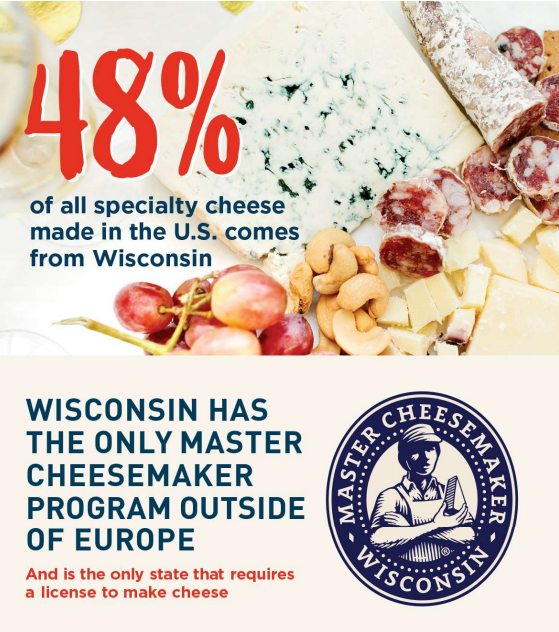 48%
of all specialty cheese
made in the U.S. comes
from Wisconsin
WISCONSIN HAS
THE ONLY MASTER
CHEESEMAKER
PROGRAM OUTSIDE
OF EUROPE
And is the only state that requires
a license to make cheese
MASTER CHEESEMAKER
WISCONSIN
®